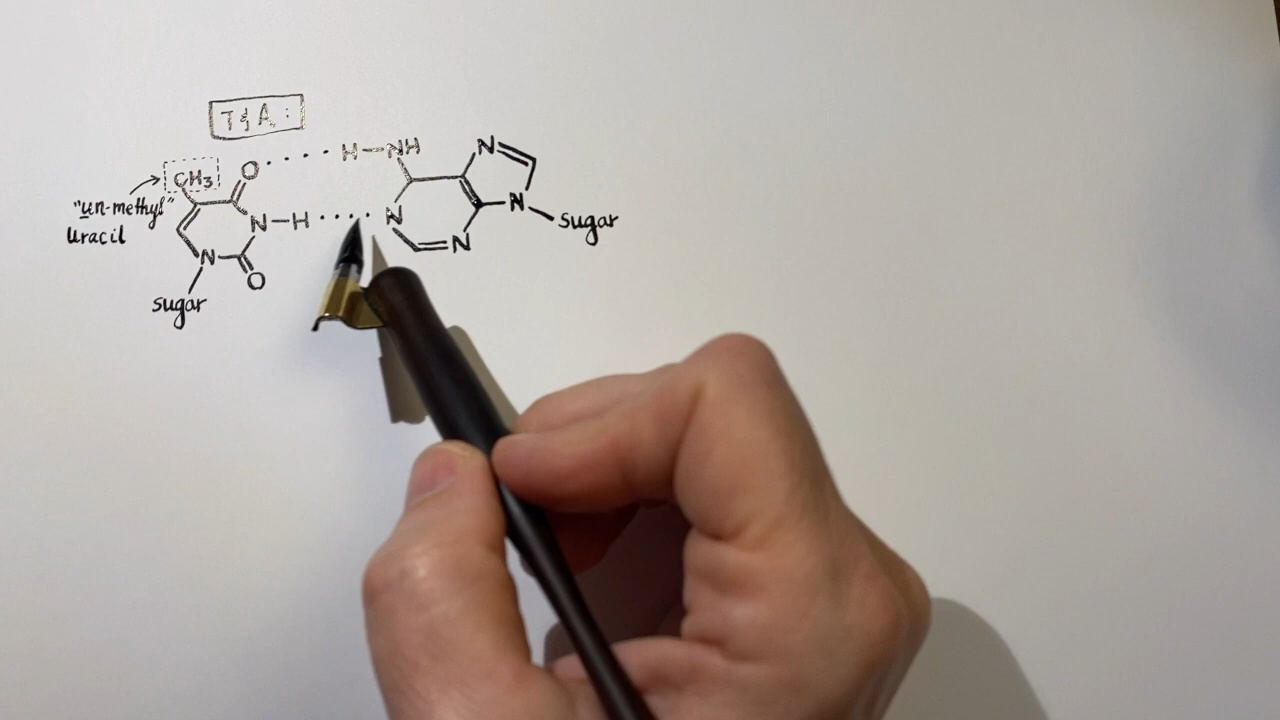 T & A :
O . . . . H – NH N
CH3
"un-methyl" N – H . . . . N N sugar
Uracil
N O N
sugar